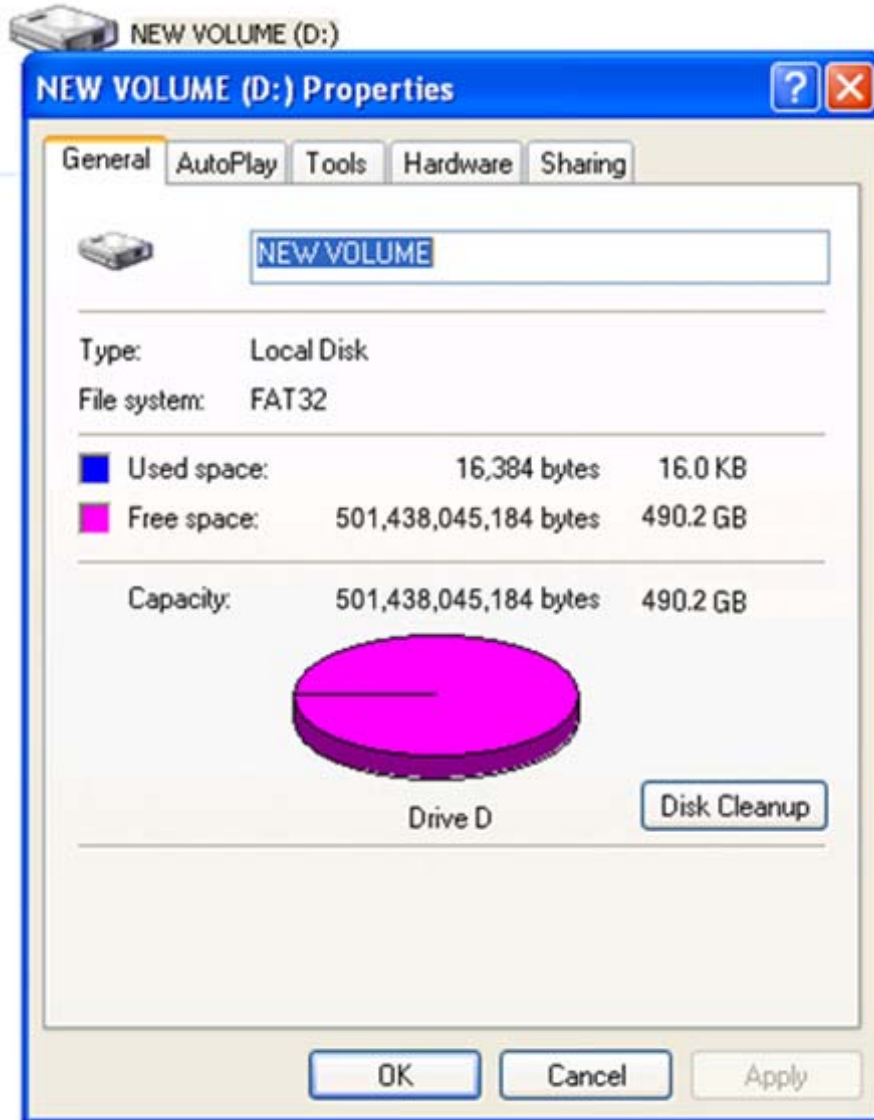 NEW VOLUME (D:)
NEW VOLUME (D:) Properties
General AutoPlay Tools Hardware Sharing
NEW VOLUME
Type: Local Disk
File system: FAT32
Used space: 16,384 bytes 16.0 KB
Free space: 501,438,045,184 bytes 490.2 GB
Capacity: 501,438,045,184 bytes 490.2 GB
Drive D
Disk Cleanup
OK Cancel Apply